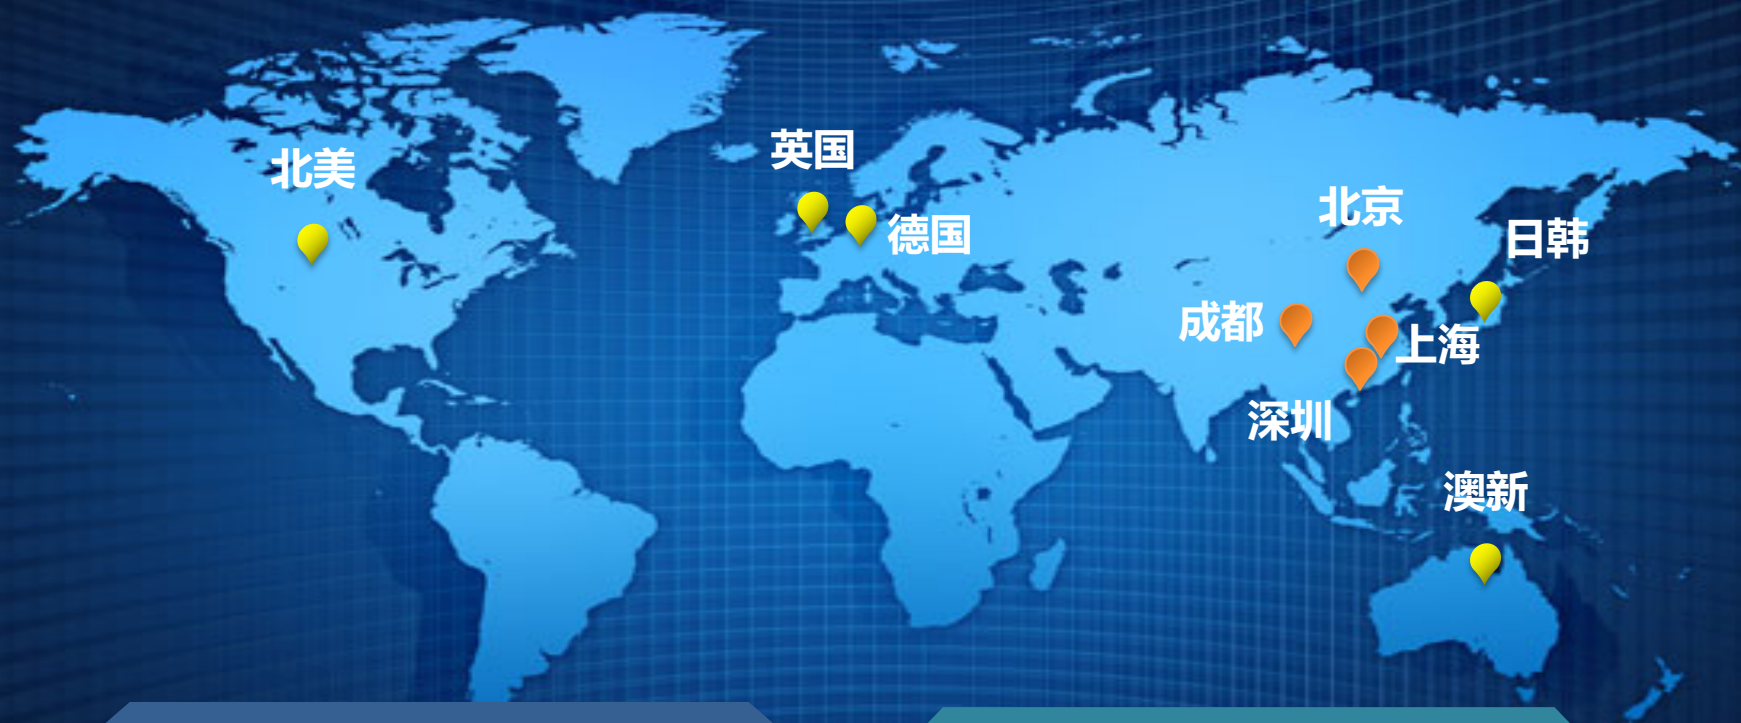 英国
北美
北京
德国
日韩
成都
上海
深圳
澳新